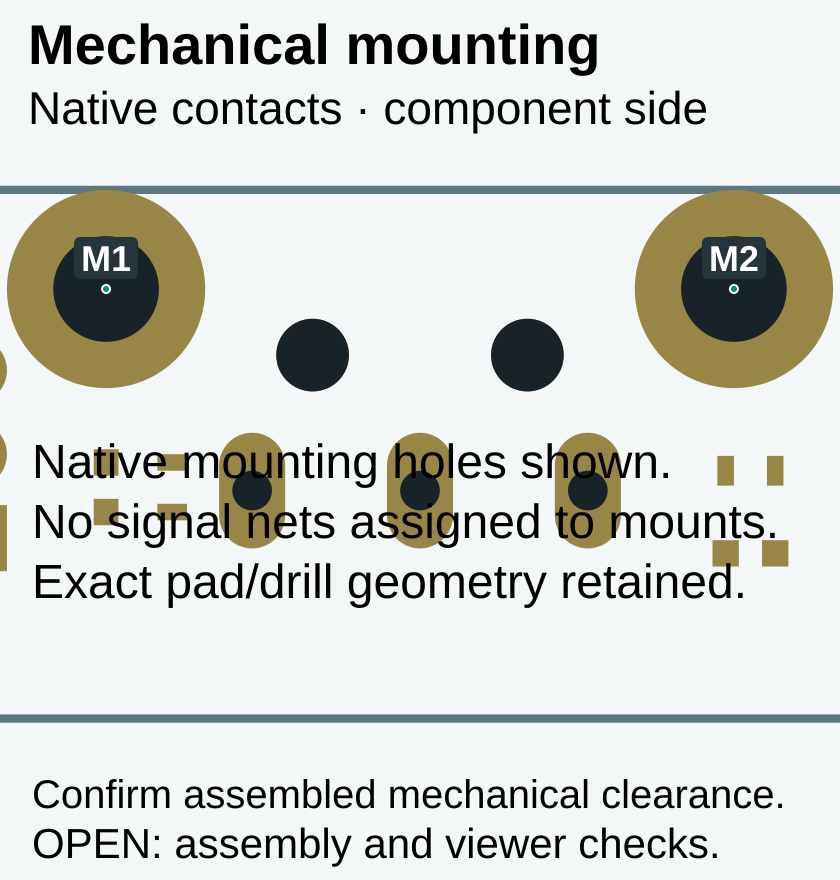 Mechanical mounting
Native contacts · component side
M1 M2
Native mounting holes shown.
No signal nets assigned to mounts.
Exact pad/drill geometry retained.
Confirm assembled mechanical clearance.
OPEN: assembly and viewer checks.